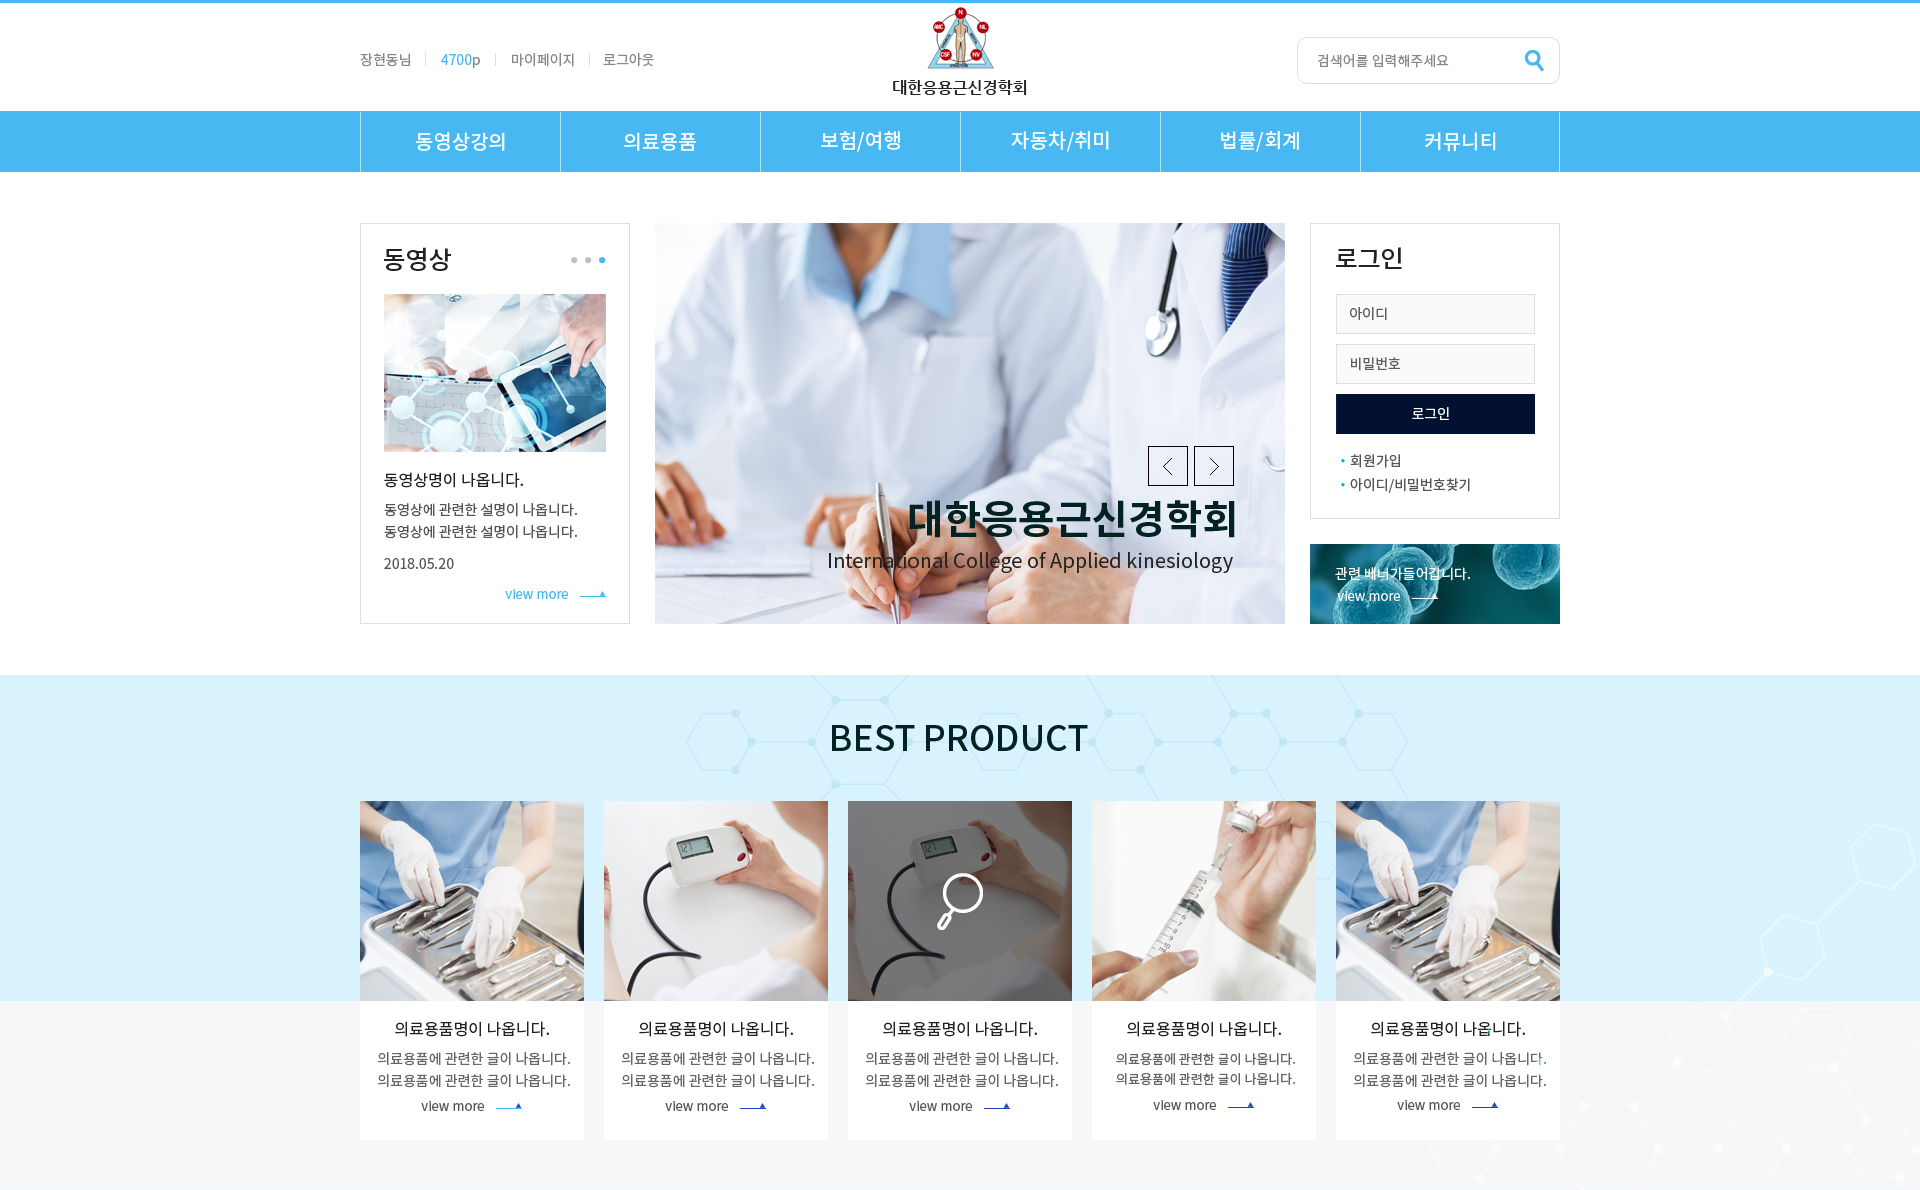 장현동님 4700p 마이페이지 로그아웃
N
AMC NL
CSF NV
대한응용근신경학회
검색어를 입력해주세요
동영상강의 의료용품 보험/여행 자동차/취미 법률/회계 커뮤니티
동영상
동영상명이 나옵니다.
동영상에 관련한 설명이 나옵니다.
동영상에 관련한 설명이 나옵니다.
2018.05.20
view more
대한응용근신경학회
International College of Applied kinesiology
로그인
아이디
비밀번호
로그인
• 회원가입
• 아이디/비밀번호찾기
관련 배너가들어갑니다.
view more
BEST PRODUCT
의료용품명이 나옵니다.
의료용품에 관련한 글이 나옵니다.
의료용품에 관련한 글이 나옵니다.
view more
의료용품명이 나옵니다.
의료용품에 관련한 글이 나옵니다.
의료용품에 관련한 글이 나옵니다.
view more
의료용품명이 나옵니다.
의료용품에 관련한 글이 나옵니다.
의료용품에 관련한 글이 나옵니다.
view more
의료용품명이 나옵니다.
의료용품에 관련한 글이 나옵니다.
의료용품에 관련한 글이 나옵니다.
view more
의료용품명이 나옵니다.
의료용품에 관련한 글이 나옵니다.
의료용품에 관련한 글이 나옵니다.
view more